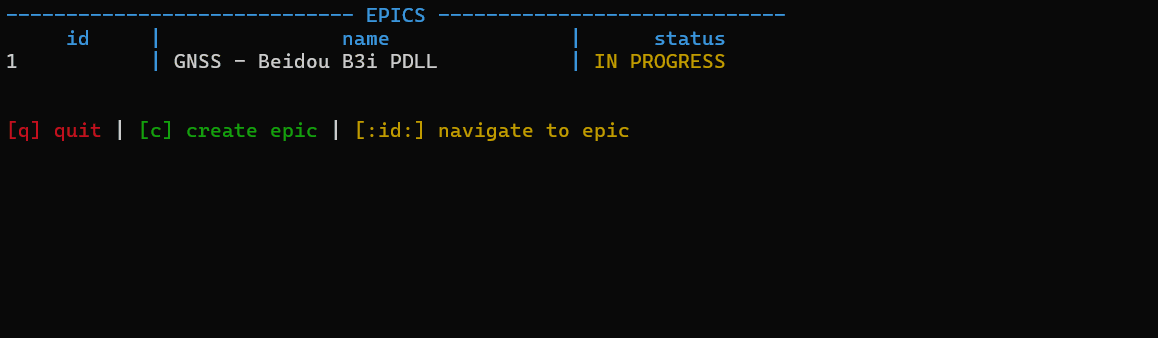 ----------------------------- EPICS -----------------------------
     id     |               name               |      status
1           | GNSS - Beidou B3i PDLL           | IN PROGRESS
[q] quit | [c] create epic | [:id:] navigate to epic